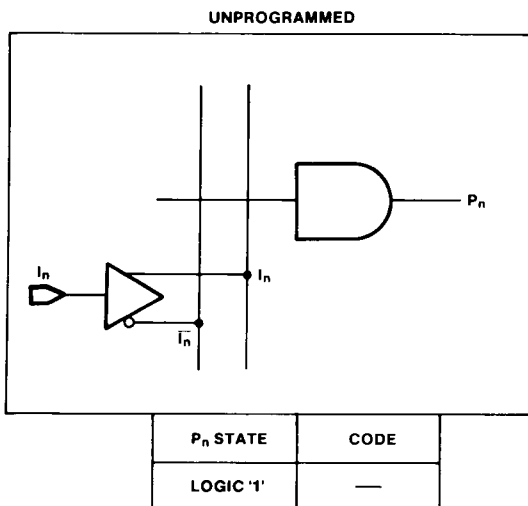 UNPROGRAMMED
Pn
In
In
In
Pn STATE CODE
LOGIC '1' —